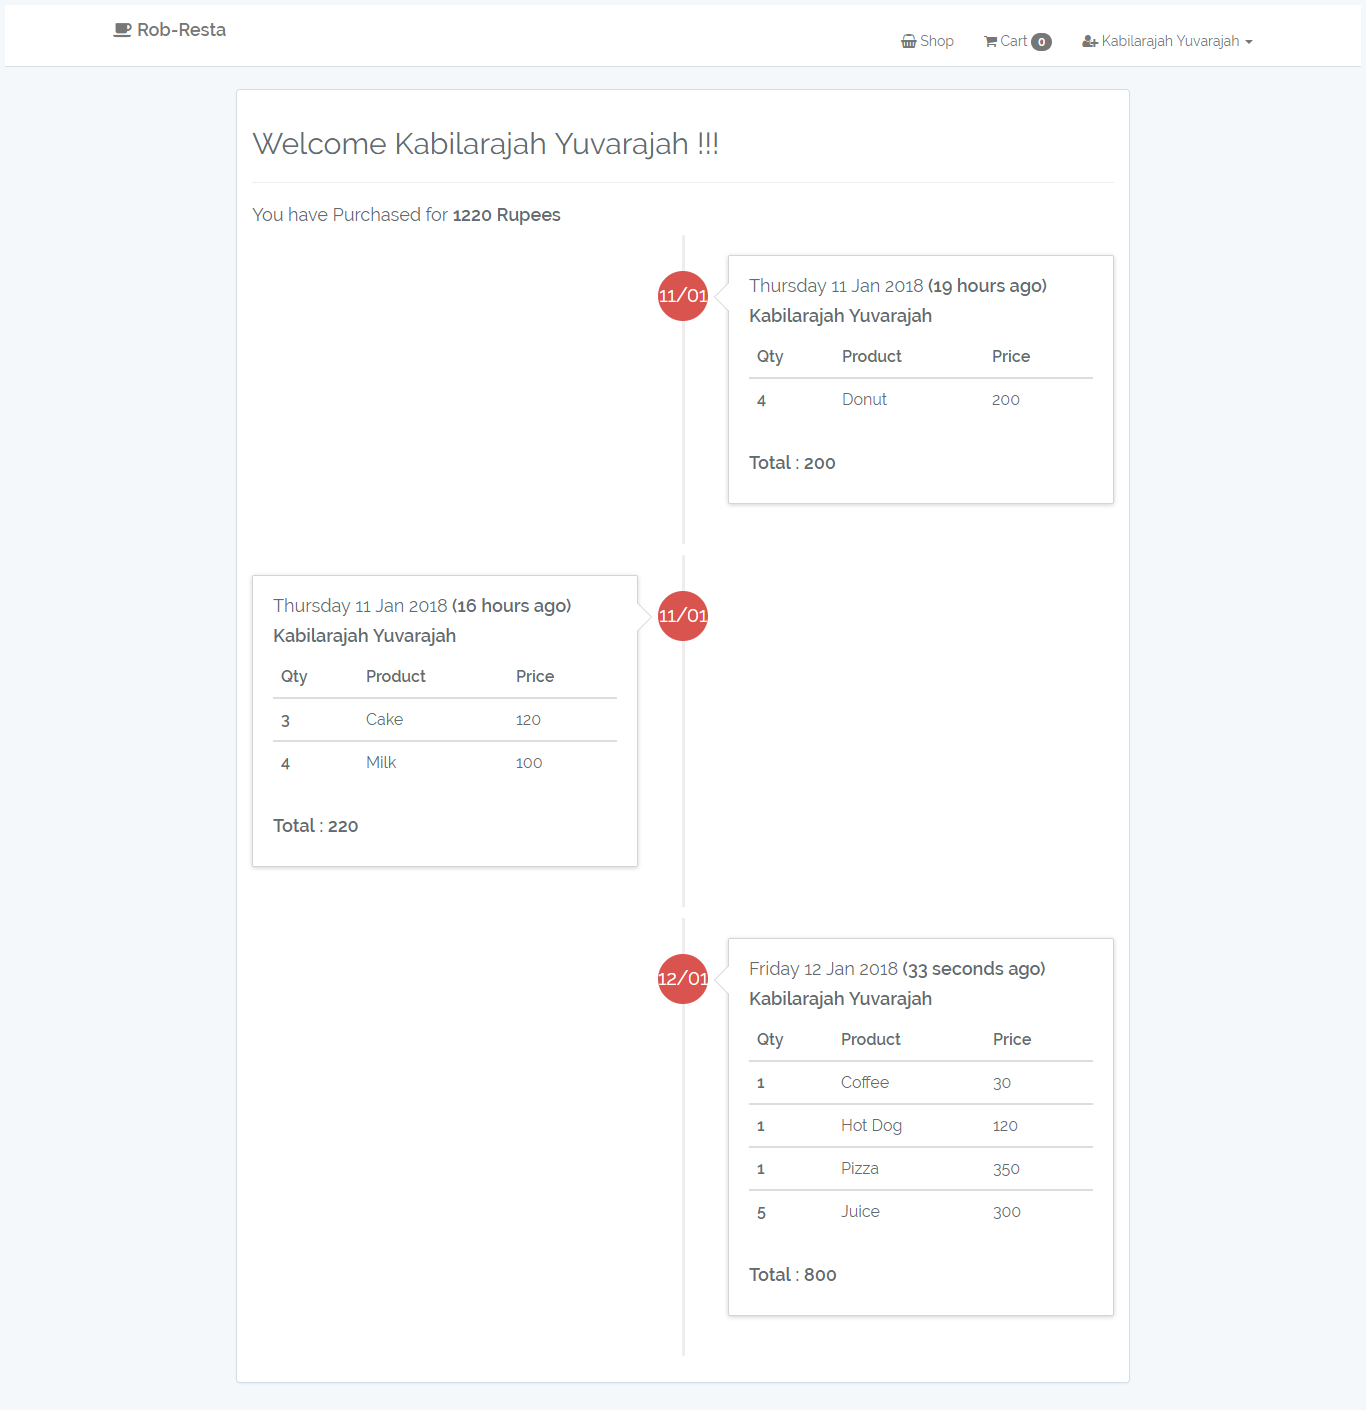 Rob-Resta
Shop Cart 0 Kabilarajah Yuvarajah
Welcome Kabilarajah Yuvarajah !!!
You have Purchased for 1220 Rupees
11/01
Thursday 11 Jan 2018 (19 hours ago)
Kabilarajah Yuvarajah
Qty Product Price
4 Donut 200
Total : 200
11/01
Thursday 11 Jan 2018 (16 hours ago)
Kabilarajah Yuvarajah
Qty Product Price
3 Cake 120
4 Milk 100
Total : 220
12/01
Friday 12 Jan 2018 (33 seconds ago)
Kabilarajah Yuvarajah
Qty Product Price
1 Coffee 30
1 Hot Dog 120
1 Pizza 350
5 Juice 300
Total : 800